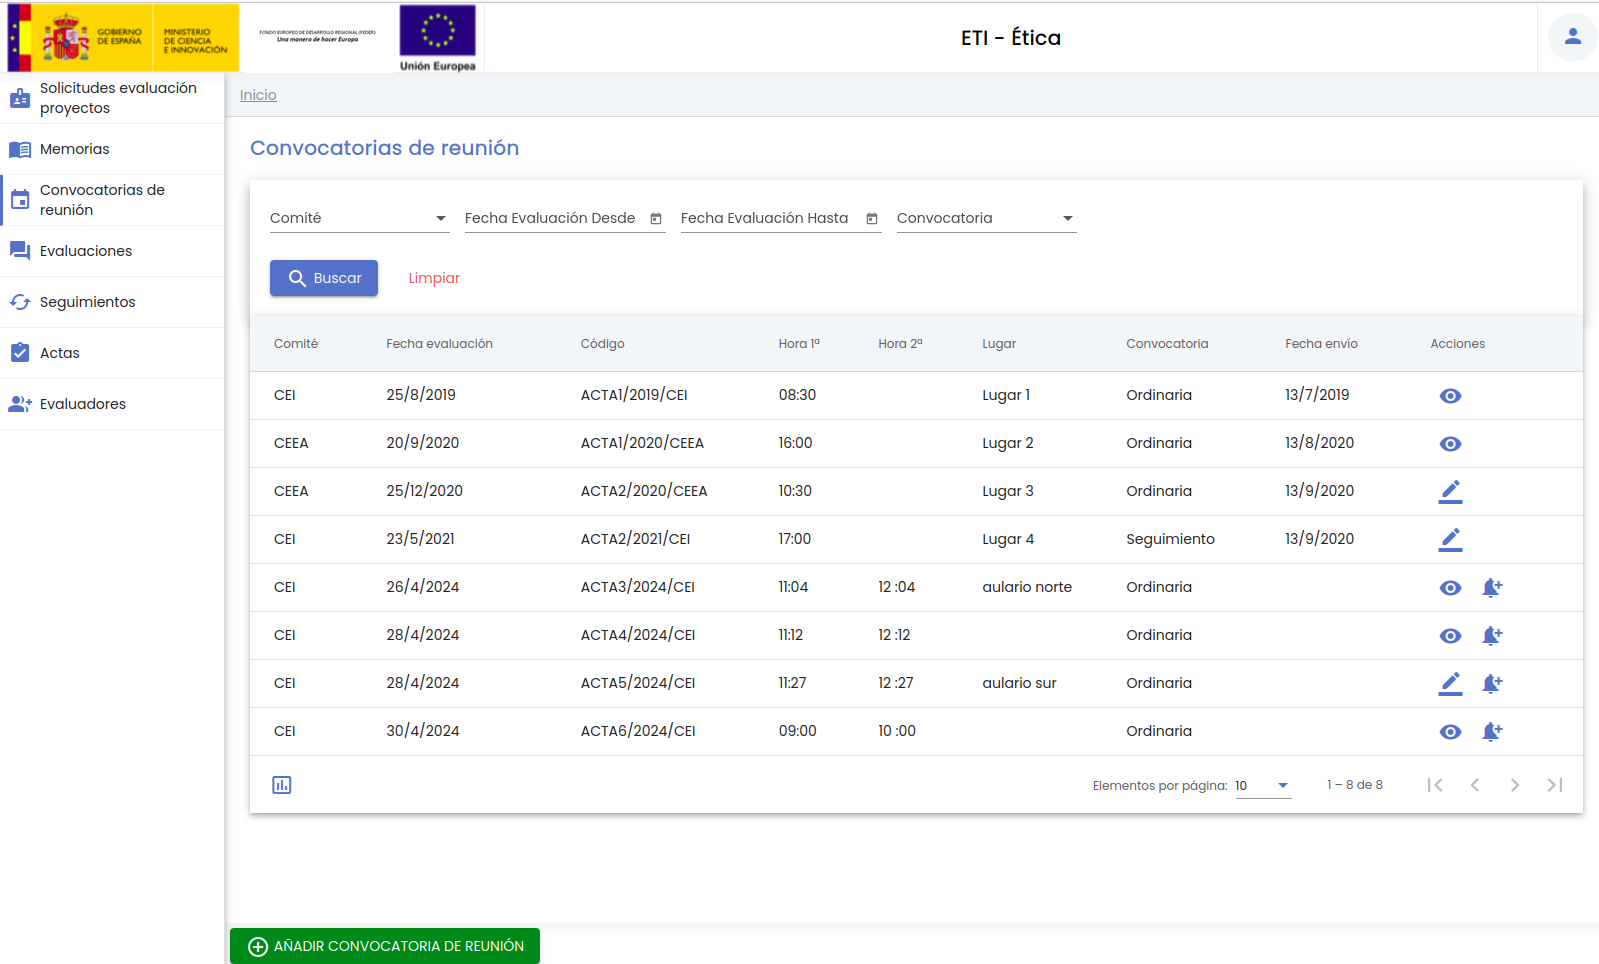 GOBIERNO
DE ESPAÑA
MINISTERIO
DE CIENCIA
E INNOVACIÓN
FONDO EUROPEO DE DESARROLLO REGIONAL (FEDER)
Una manera de hacer Europa
Unión Europea
ETI - Ética
Solicitudes evaluación
proyectos
Memorias
Convocatorias de
reunión
Evaluaciones
Seguimientos
Actas
Evaluadores
Inicio
Convocatorias de reunión
Comité Fecha Evaluación Desde Fecha Evaluación Hasta Convocatoria
Buscar Limpiar
Comité Fecha evaluación Código Hora 1ª Hora 2ª Lugar Convocatoria Fecha envío Acciones
CEI 25/8/2019 ACTA1/2019/CEI 08:30 Lugar 1 Ordinaria 13/7/2019
CEEA 20/9/2020 ACTA1/2020/CEEA 16:00 Lugar 2 Ordinaria 13/8/2020
CEEA 25/12/2020 ACTA2/2020/CEEA 10:30 Lugar 3 Ordinaria 13/9/2020
CEI 23/5/2021 ACTA2/2021/CEI 17:00 Lugar 4 Seguimiento 13/9/2020
CEI 26/4/2024 ACTA3/2024/CEI 11:04 12 :04 aulario norte Ordinaria
CEI 28/4/2024 ACTA4/2024/CEI 11:12 12 :12 Ordinaria
CEI 28/4/2024 ACTA5/2024/CEI 11:27 12 :27 aulario sur Ordinaria
CEI 30/4/2024 ACTA6/2024/CEI 09:00 10 :00 Ordinaria
Elementos por página: 10 1 – 8 de 8
AÑADIR CONVOCATORIA DE REUNIÓN